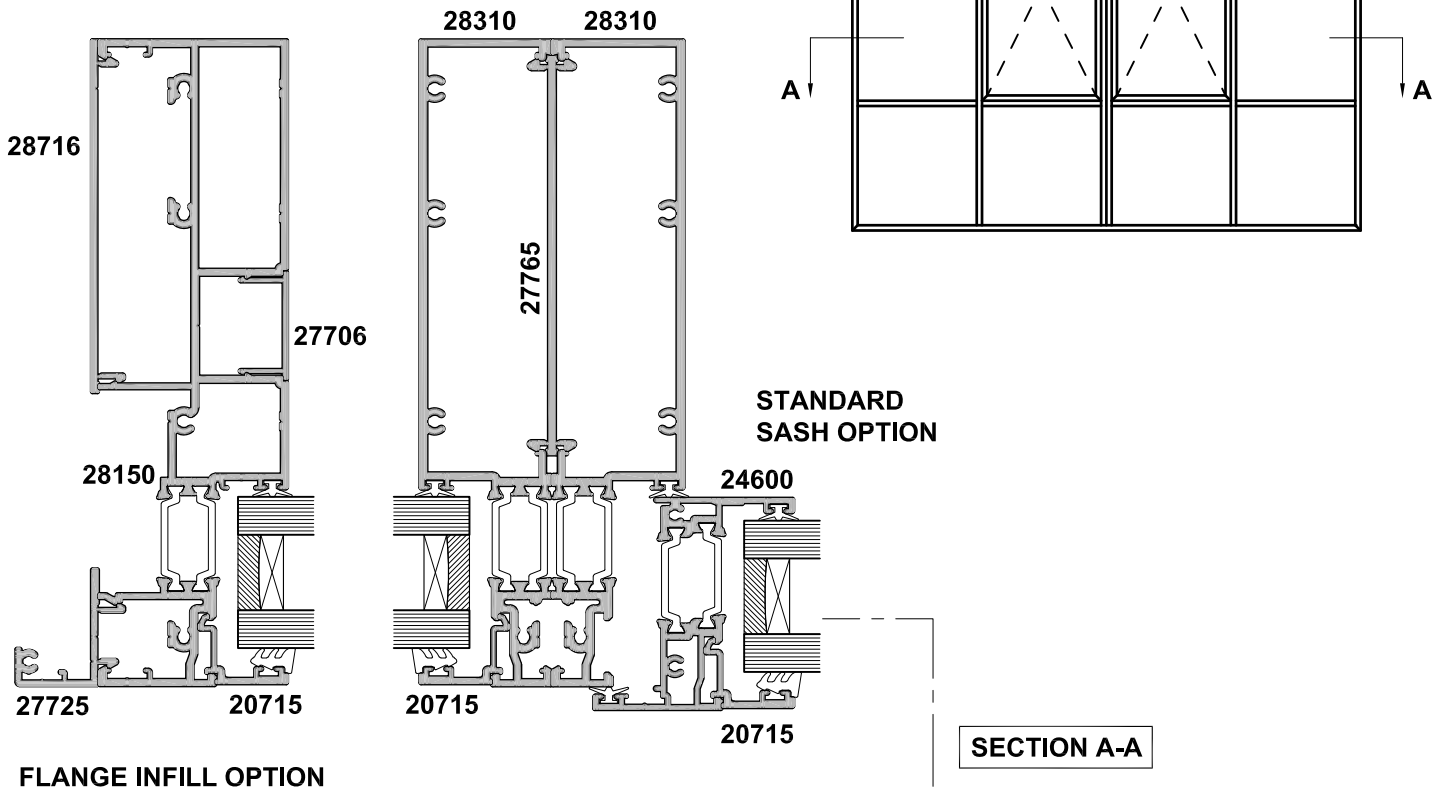 28310
28310
A
A
28716
27765
27706
STANDARD
SASH OPTION
28150
24600
27725
20715
20715
20715
SECTION A-A
FLANGE INFILL OPTION